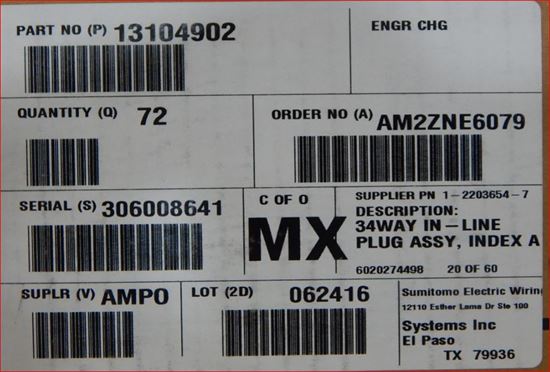 PART NO (P) 13104902
ENGR CHG
QUANTITY (Q) 72
ORDER NO (A) AM2ZNE6079
SERIAL (S) 306008641
C OF O
MX
SUPPLIER PN 1-2203654-7
DESCRIPTION:
34WAY IN-LINE
PLUG ASSY, INDEX A
6020274498 20 OF 60
SUPLR (V) AMP0
LOT (2D) 062416
Sumitomo Electric Wiring
12110 Esther Lama Dr Ste 100
Systems Inc
El Paso
TX 79936